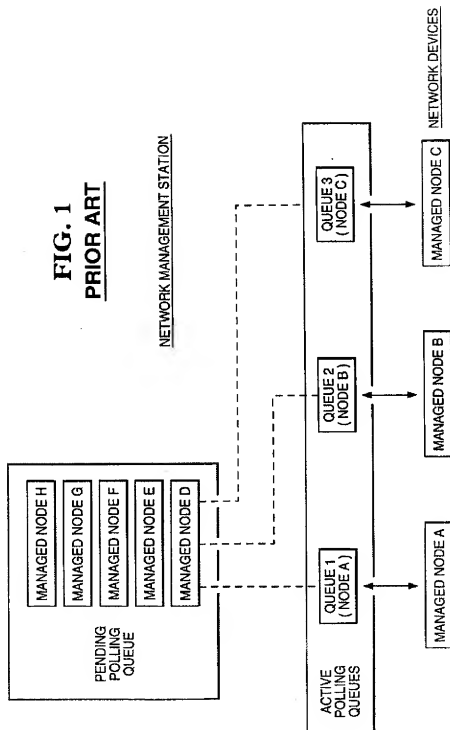 FIG. 1
PRIOR ART
NETWORK MANAGEMENT STATION
PENDING
POLLING
QUEUE
MANAGED NODE H
MANAGED NODE G
MANAGED NODE F
MANAGED NODE E
MANAGED NODE D
ACTIVE
POLLING
QUEUES
QUEUE 1
( NODE A )
QUEUE 2
( NODE B )
QUEUE 3
( NODE C )
MANAGED NODE A
MANAGED NODE B
MANAGED NODE C
NETWORK DEVICES